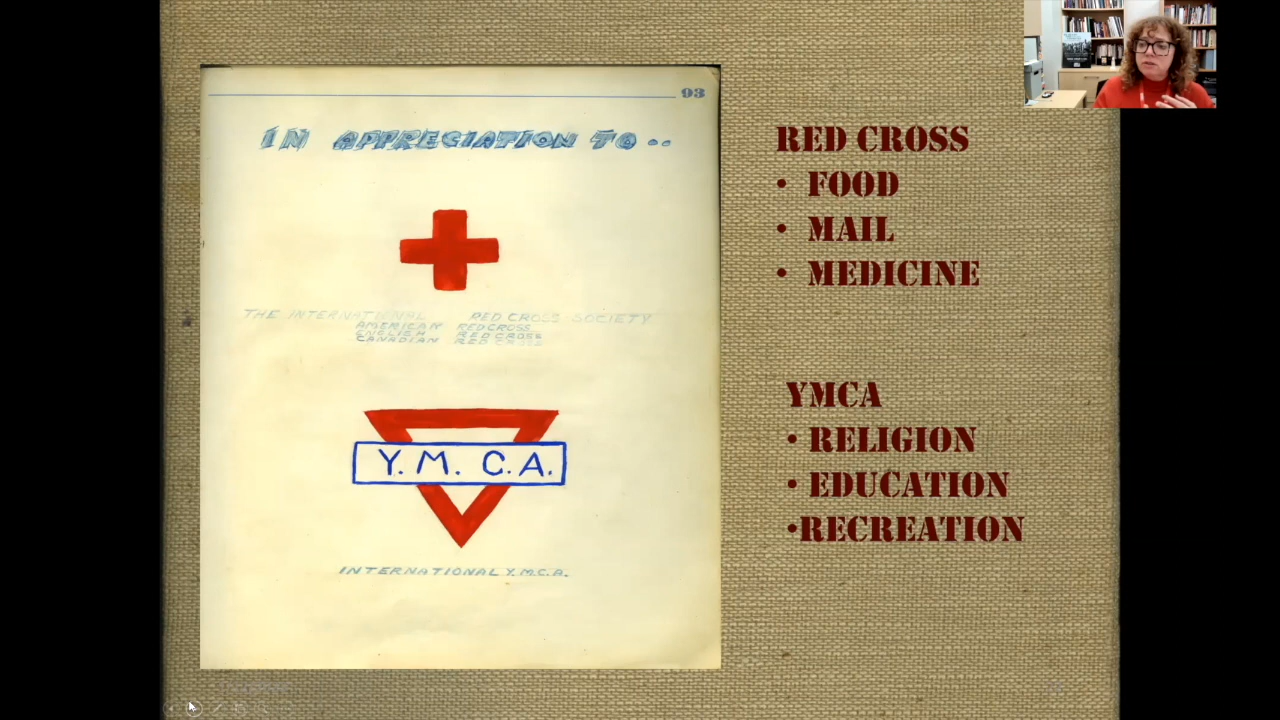 93
IN APPRECIATION TO..
THE INTERNATIONAL RED CROSS SOCIETY
AMERICAN RED CROSS
ENGLISH RED CROSS
CANADIAN RED CROSS
Y.M.C.A.
INTERNATIONAL Y.M.C.A.
RED CROSS
• FOOD
• MAIL
• MEDICINE
YMCA
• RELIGION
• EDUCATION
•RECREATION